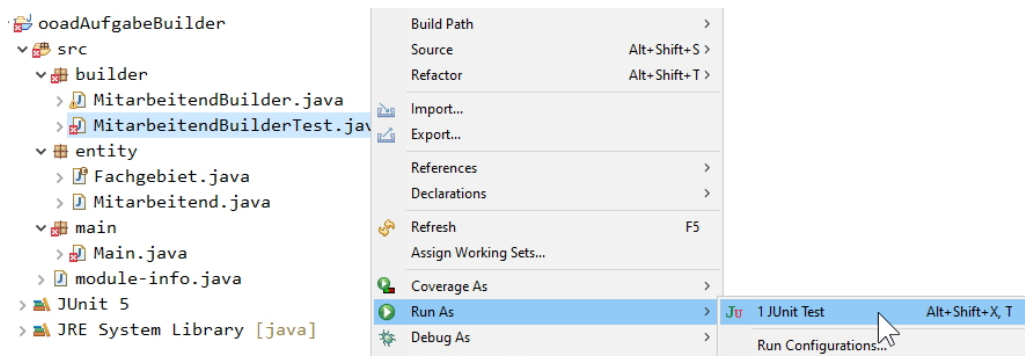 ooadAufgabeBuilder
src
builder
MitarbeitendBuilder.java
MitarbeitendBuilderTest.jav
entity
Fachgebiet.java
Mitarbeitend.java
main
Main.java
module-info.java
JUnit 5
JRE System Library [java]
Build Path
Source Alt+Shift+S
Refactor Alt+Shift+T
Import...
Export...
References
Declarations
Refresh F5
Assign Working Sets...
Coverage As
Run As
Debug As
Ju 1 JUnit Test Alt+Shift+X, T
Run Configurations...